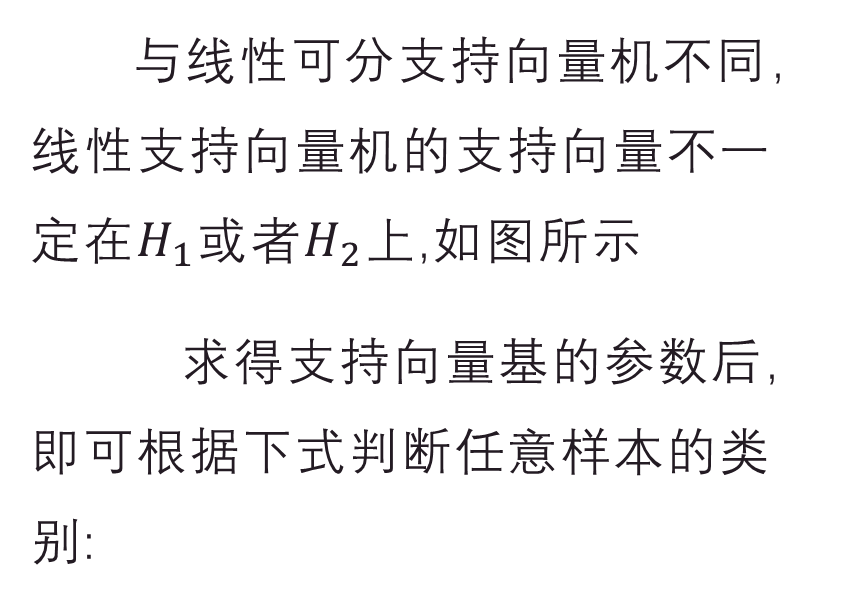 与线性可分支持向量机不同,
线性支持向量机的支持向量不一
定在H₁或者H₂上,如图所示
求得支持向量基的参数后,
即可根据下式判断任意样本的类
别: